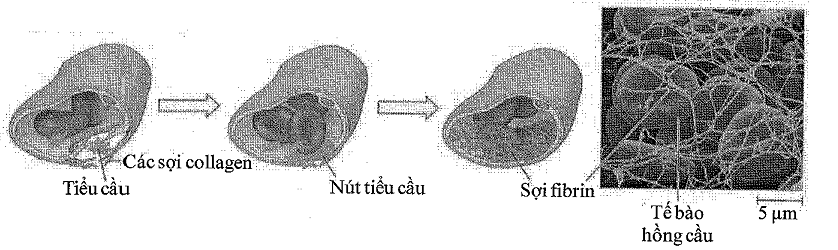 Các sợi collagen
Tiểu cầu
Nút tiểu cầu
Sợi fibrin
Tế bào
hồng cầu
5 µm